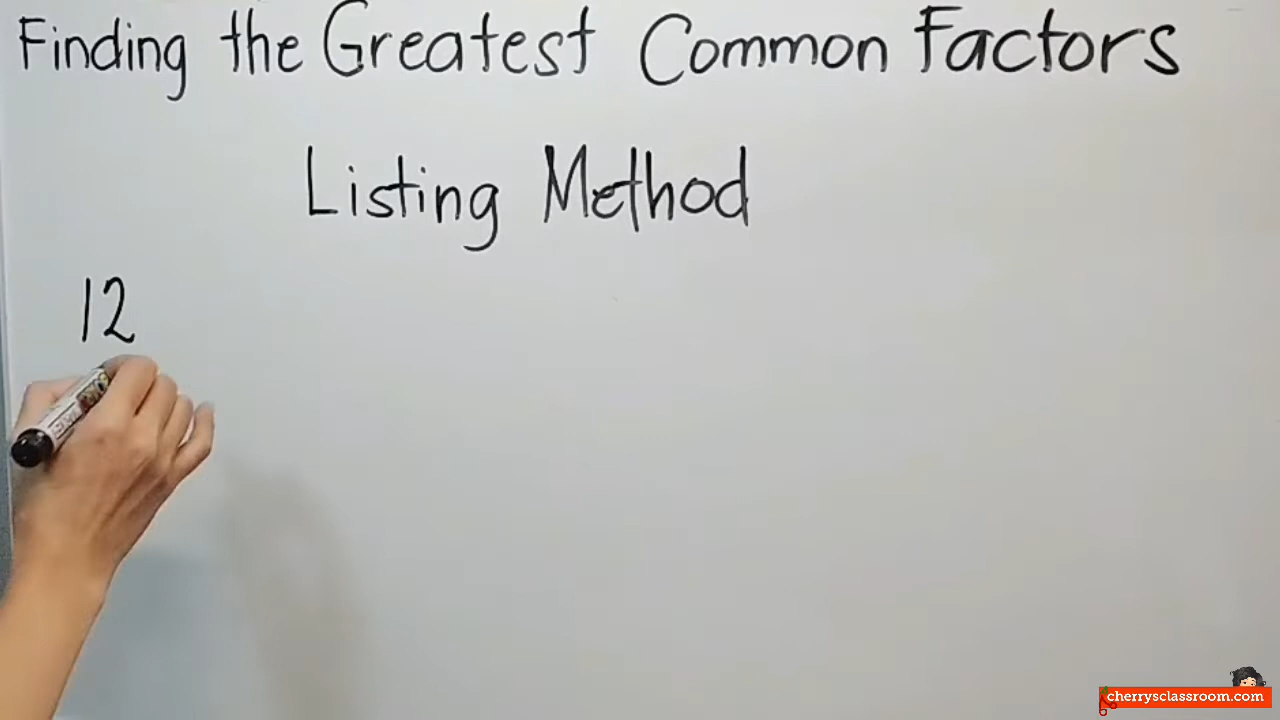 Finding the Greatest Common Factors
Listing Method
12
cherrysclassroom.com